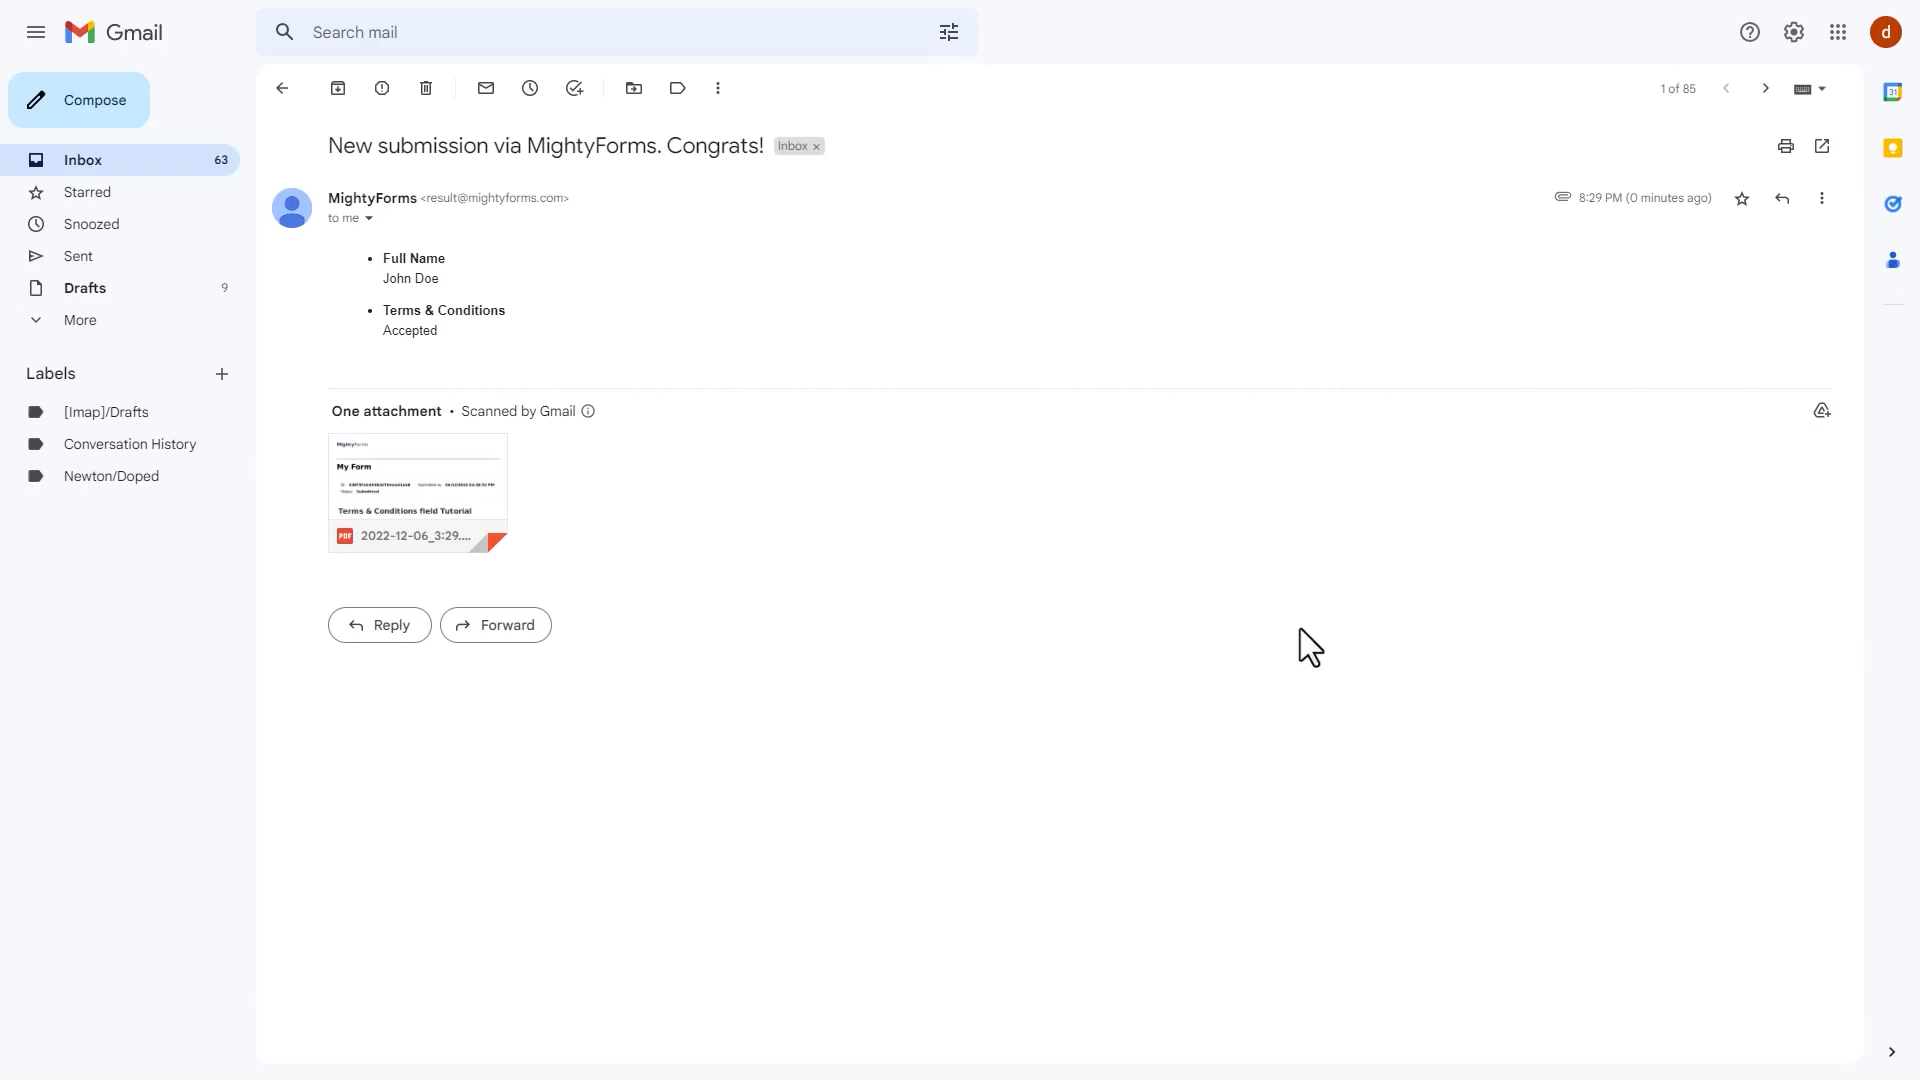 Gmail
Search mail
d
Compose
1 of 85
31
New submission via MightyForms. Congrats!
Inbox ×
Inbox 63
Starred
MightyForms <result@mightyforms.com>
8:29 PM (0 minutes ago)
to me
Snoozed
Sent
Full Name
John Doe
Drafts 9
More
Terms & Conditions
Accepted
Labels
[Imap]/Drafts
One attachment • Scanned by Gmail
Conversation History
MightyForms
My Form
Newton/Doped
Terms & Conditions field Tutorial
PDF 2022-12-06_3:29....
Reply
Forward